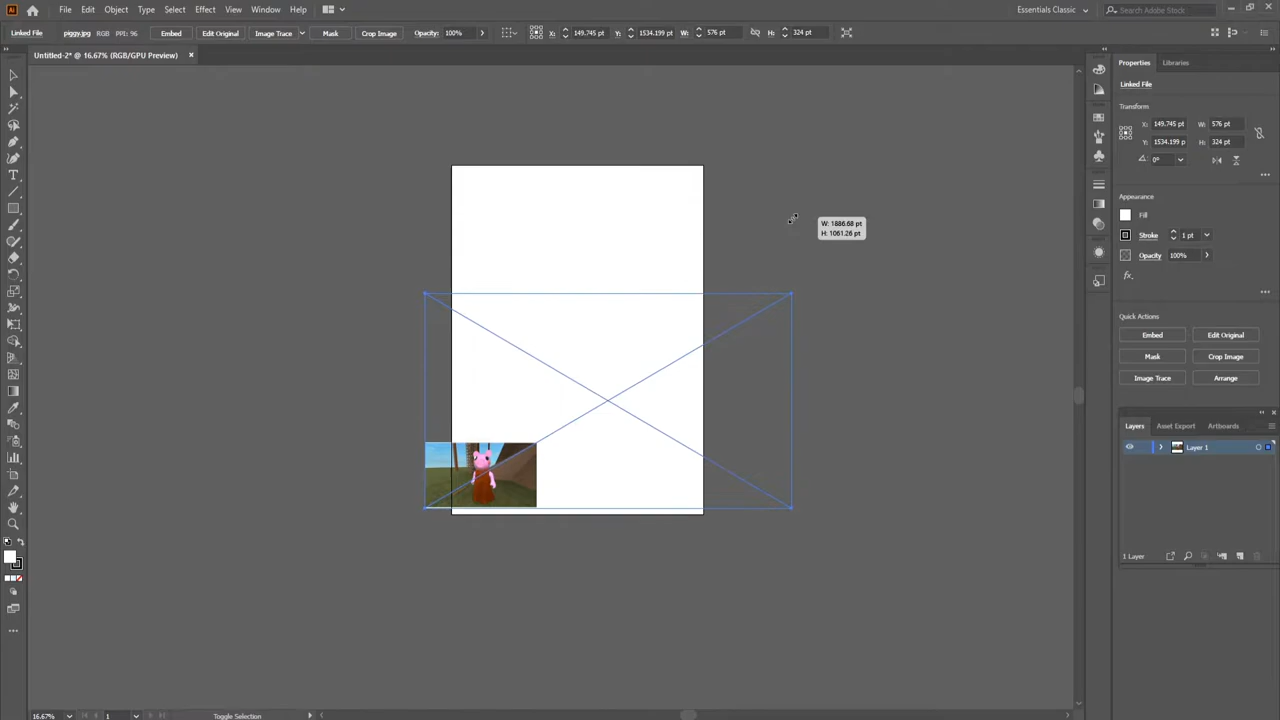 Ai File Edit Object Type Select Effect View Window Help Essentials Classic Search Adobe Stock
Linked File piggy.jpg RGB PPI: 96 Embed Edit Original Image Trace Mask Crop Image Opacity: 100% X: 149.745 pt Y: 1534.199 pt W: 576 pt H: 324 pt
Untitled-2* @ 16.67% (RGB/GPU Preview) ×
Properties Libraries
Linked File
Transform
X: 149.745 pt W: 576 pt
Y: 1534.199 p H: 324 pt
0°
Appearance
Fill
Stroke 1 pt
Opacity 100%
fx.
W: 1886.68 pt
H: 1061.26 pt
Quick Actions
Embed Edit Original
Mask Crop Image
Image Trace Arrange
Layers Asset Export Artboards
Layer 1
1 Layer
16.67% 1 Toggle Selection